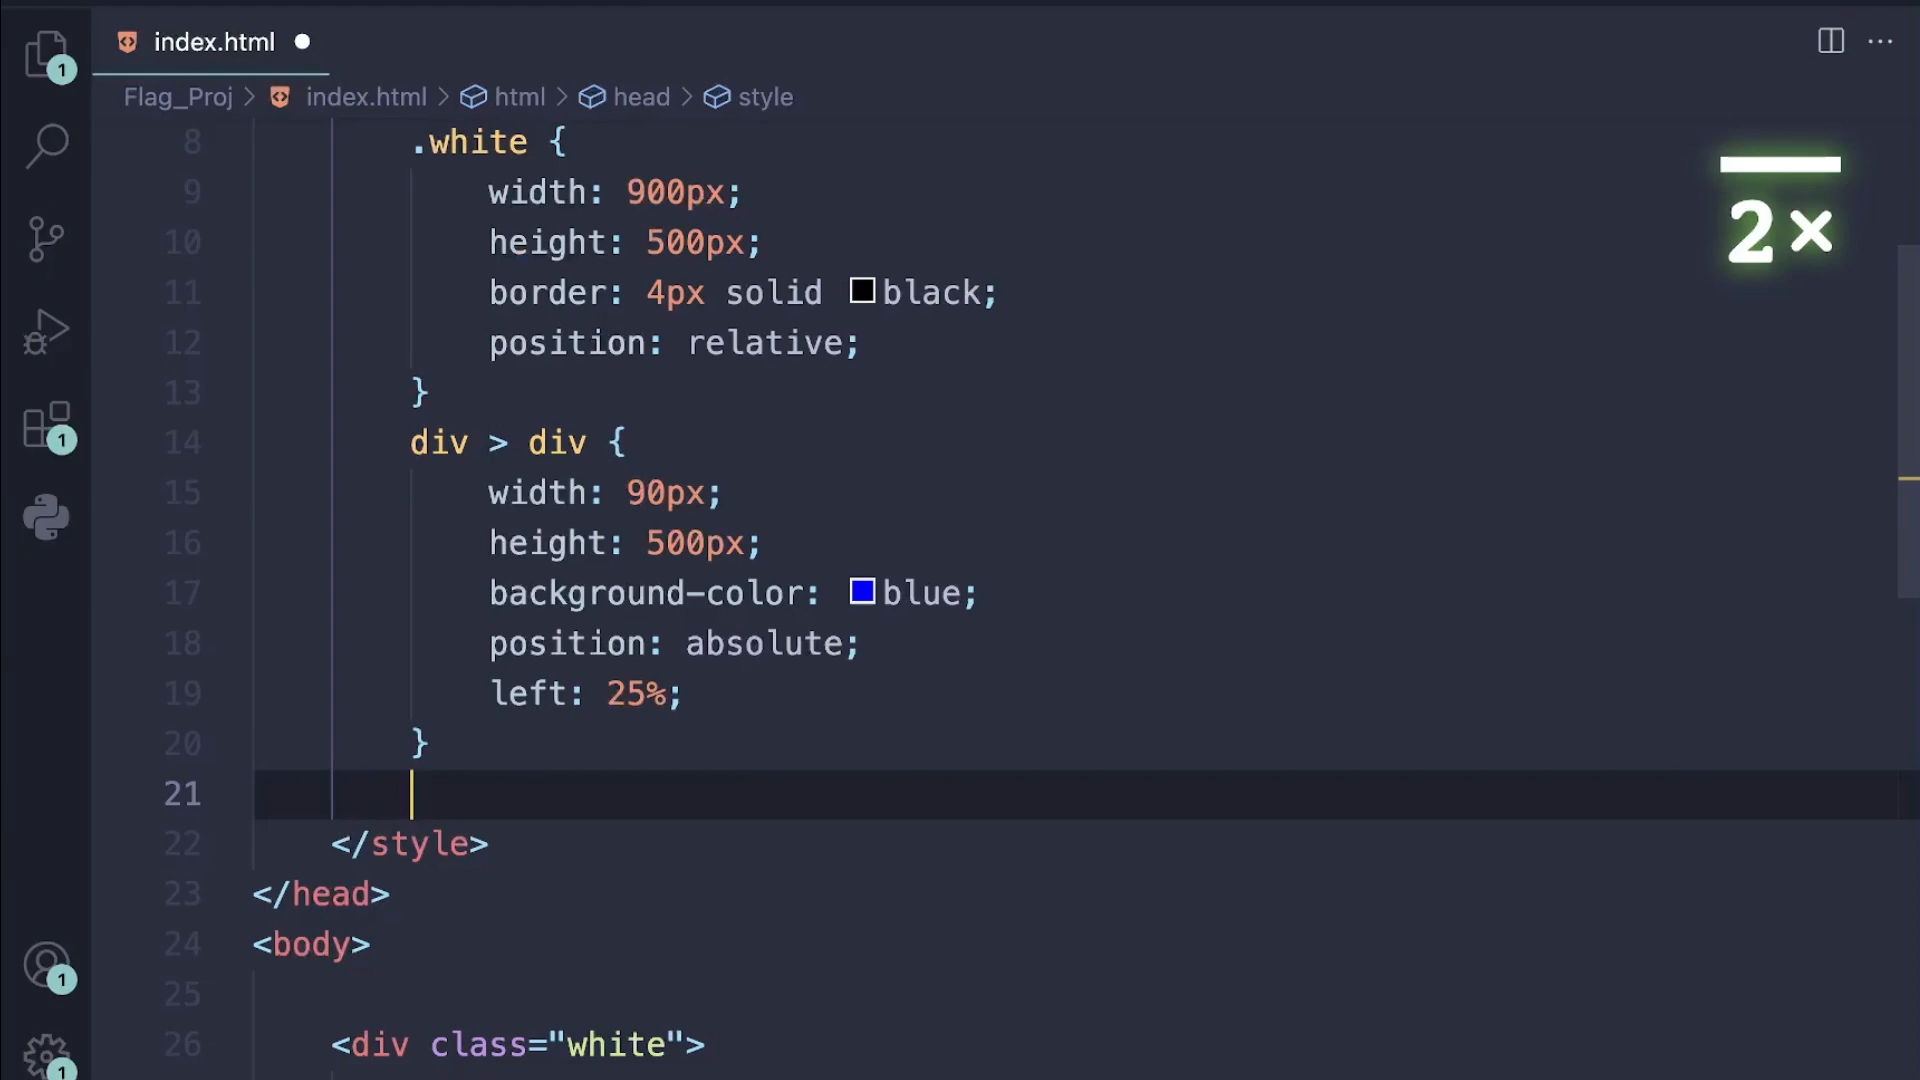 index.html
Flag_Proj > index.html > html > head > style
8 .white {
9 width: 900px;
10 height: 500px;
11 border: 4px solid black;
12 position: relative;
13 }
14 div > div {
15 width: 90px;
16 height: 500px;
17 background-color: blue;
18 position: absolute;
19 left: 25%;
20 }
21
22 </style>
23 </head>
24 <body>
25
26 <div class="white">
2×
1
1
1
1